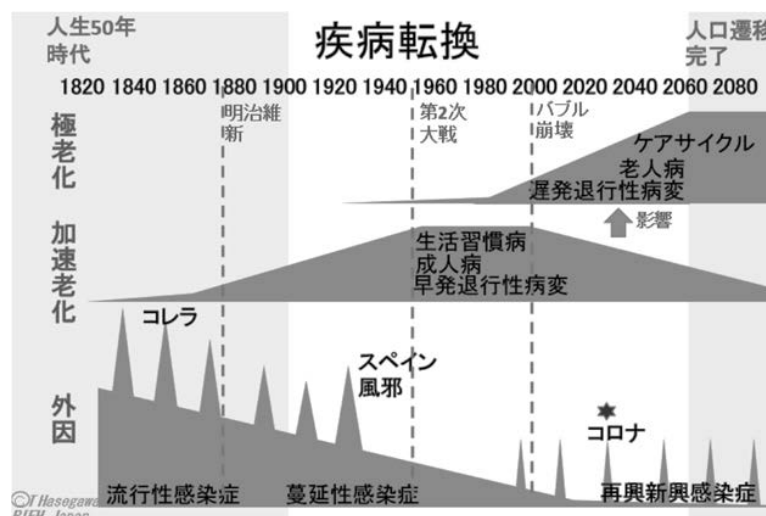 人生50年
時代
疾病転換
人口遷移
完了
1820 1840 1860 1880 1900 1920 1940 1960 1980 2000 2020 2040 2060 2080
明治維
新
第2次
大戦
バブル
崩壊
極老化
ケアサイクル
老人病
遅発退行性病変
影響
加速老化
生活習慣病
成人病
早発退行性病変
コレラ
スペイン
風邪
外因
コロナ
流行性感染症
蔓延性感染症
再興新興感染症
©T Hasegawa
Japan